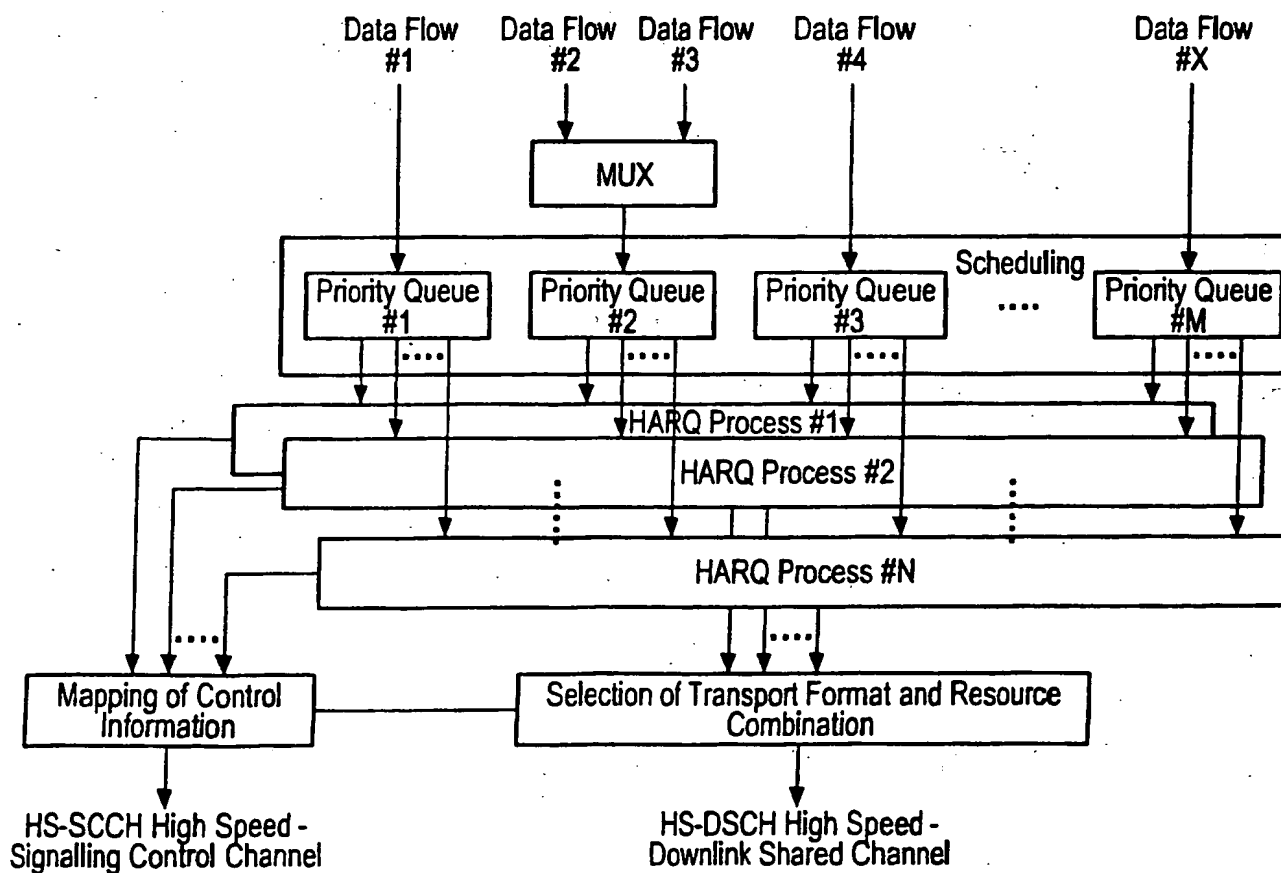 Data Flow
#1
Data Flow
#2
Data Flow
#3
Data Flow
#4
Data Flow
#X
MUX
Scheduling
Priority Queue
#1
Priority Queue
#2
Priority Queue
#3
Priority Queue
#M
HARQ Process #1
HARQ Process #2
HARQ Process #N
Mapping of Control
Information
Selection of Transport Format and Resource
Combination
HS-SCCH High Speed -
Signalling Control Channel
HS-DSCH High Speed -
Downlink Shared Channel